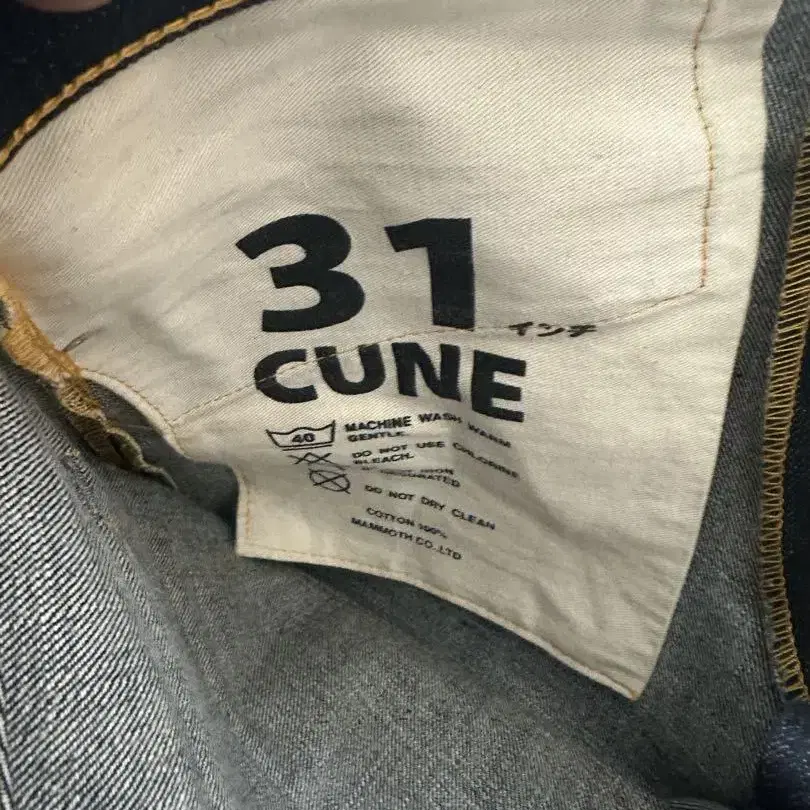 31 インチ
CUNE
40 MACHINE WASH WARM
GENTLE
DO NOT USE CHLORINE
BLEACH.
DO NOT DRY CLEAN
COTTON 100%
MAMMOTH CO.,LTD